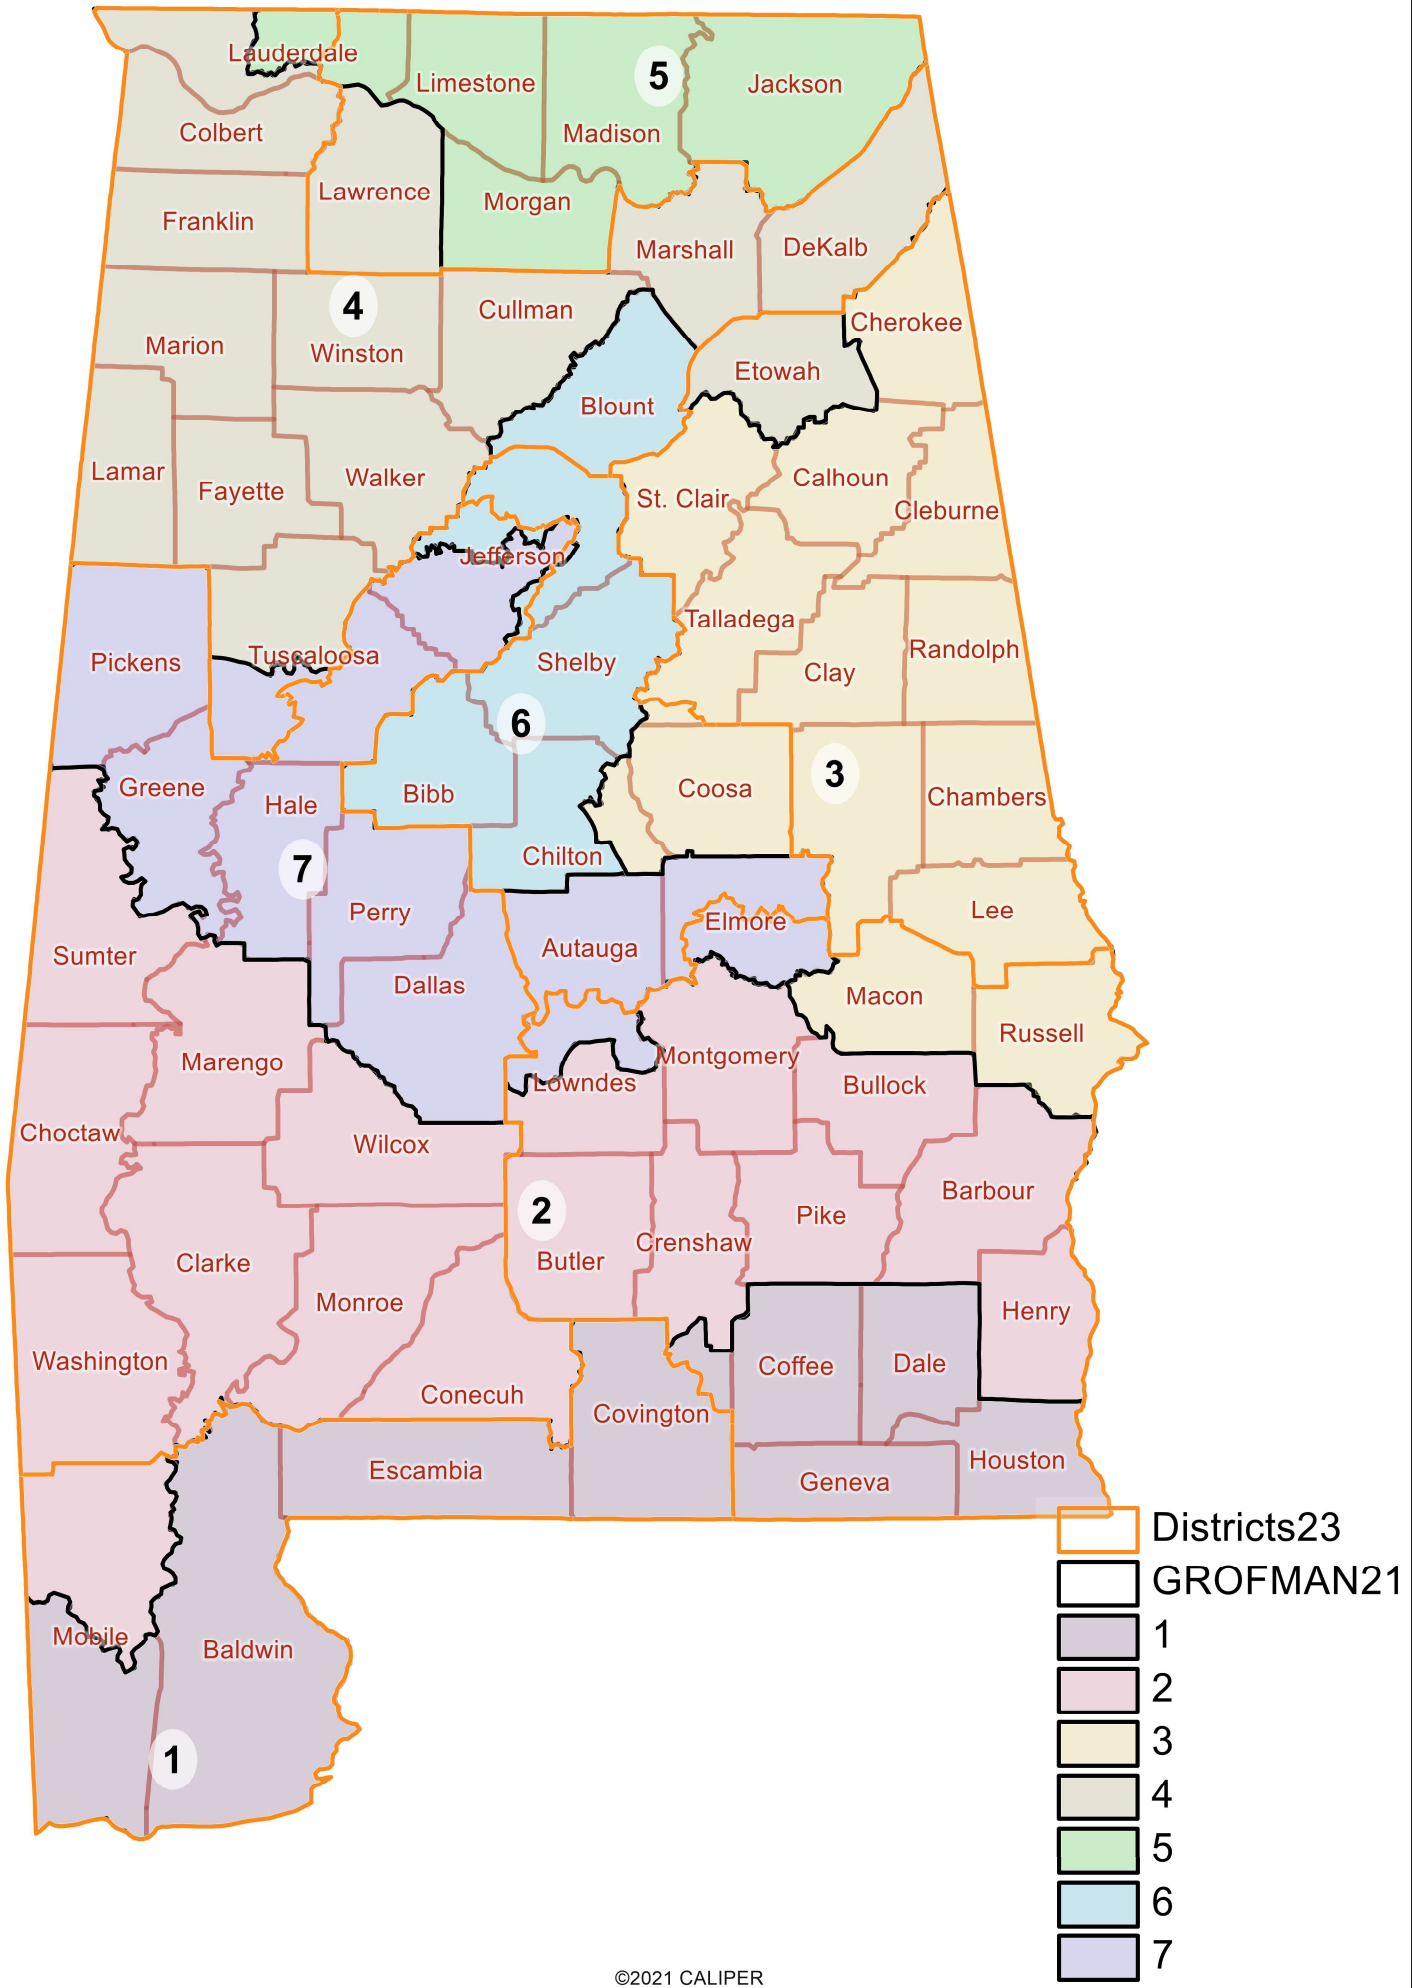 Lauderdale
Limestone
5
Jackson
Madison
Colbert
Lawrence
Morgan
Franklin
Marshall
DeKalb
4
Cullman
Cherokee
Marion
Winston
Etowah
Blount
Lamar
Fayette
Walker
St. Clair
Calhoun
Cleburne
Jefferson
Talladega
Pickens
Tuscaloosa
Shelby
Clay
Randolph
6
Greene
Hale
Bibb
Coosa
3
Chambers
7
Chilton
Perry
Elmore
Lee
Sumter
Autauga
Dallas
Macon
Russell
Marengo
Lowndes
Montgomery
Bullock
Choctaw
Wilcox
Barbour
2
Pike
Clarke
Butler
Crenshaw
Monroe
Henry
Washington
Conecuh
Coffee
Dale
Covington
Escambia
Geneva
Houston
Mobile
Baldwin
1
Districts23
GROFMAN21
1
2
3
4
5
6
7
©2021 CALIPER